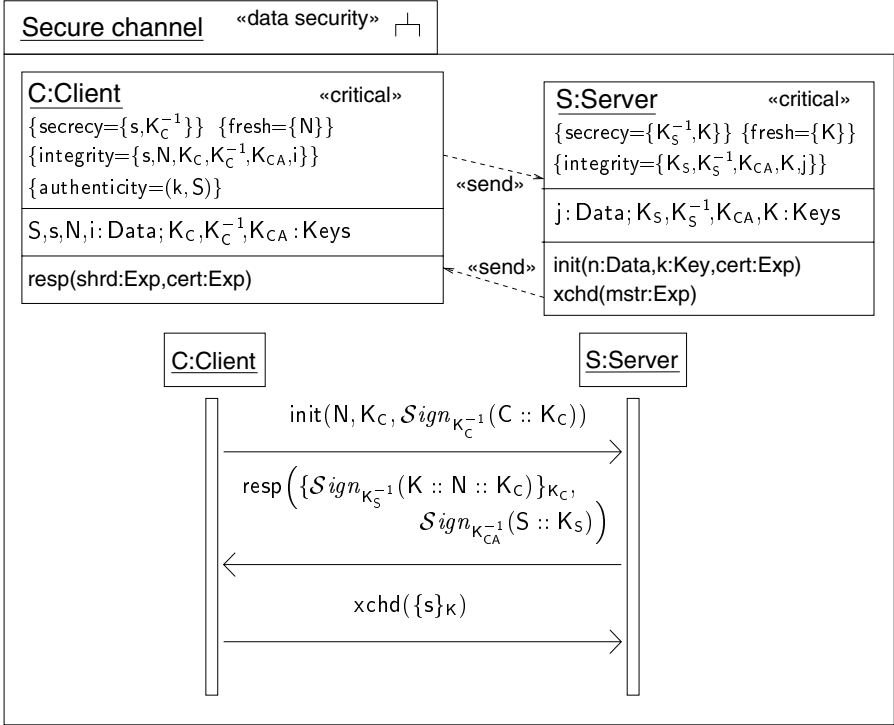 Secure channel «data security»
C:Client «critical»
{secrecy={s,K_C^{-1}}} {fresh={N}}
{integrity={s,N,K_C,K_C^{-1},K_CA,i}}
{authenticity=(k,S)}
S,s,N,i:Data;K_C,K_C^{-1},K_CA:Keys
resp(shrd:Exp,cert:Exp)
«send»
«send»
S:Server «critical»
{secrecy={K_S^{-1},K}} {fresh={K}}
{integrity={K_S,K_S^{-1},K_CA,K,j}}
j:Data;K_S,K_S^{-1},K_CA,K:Keys
init(n:Data,k:Key,cert:Exp)
xchd(mstr:Exp)
C:Client
S:Server
init(N,K_C,Sign_{K_C^{-1}}(C::K_C))
resp({Sign_{K_S^{-1}}(K::N::K_C)}_{K_C},
Sign_{K_CA^{-1}}(S::K_S))
xchd({s}_K)